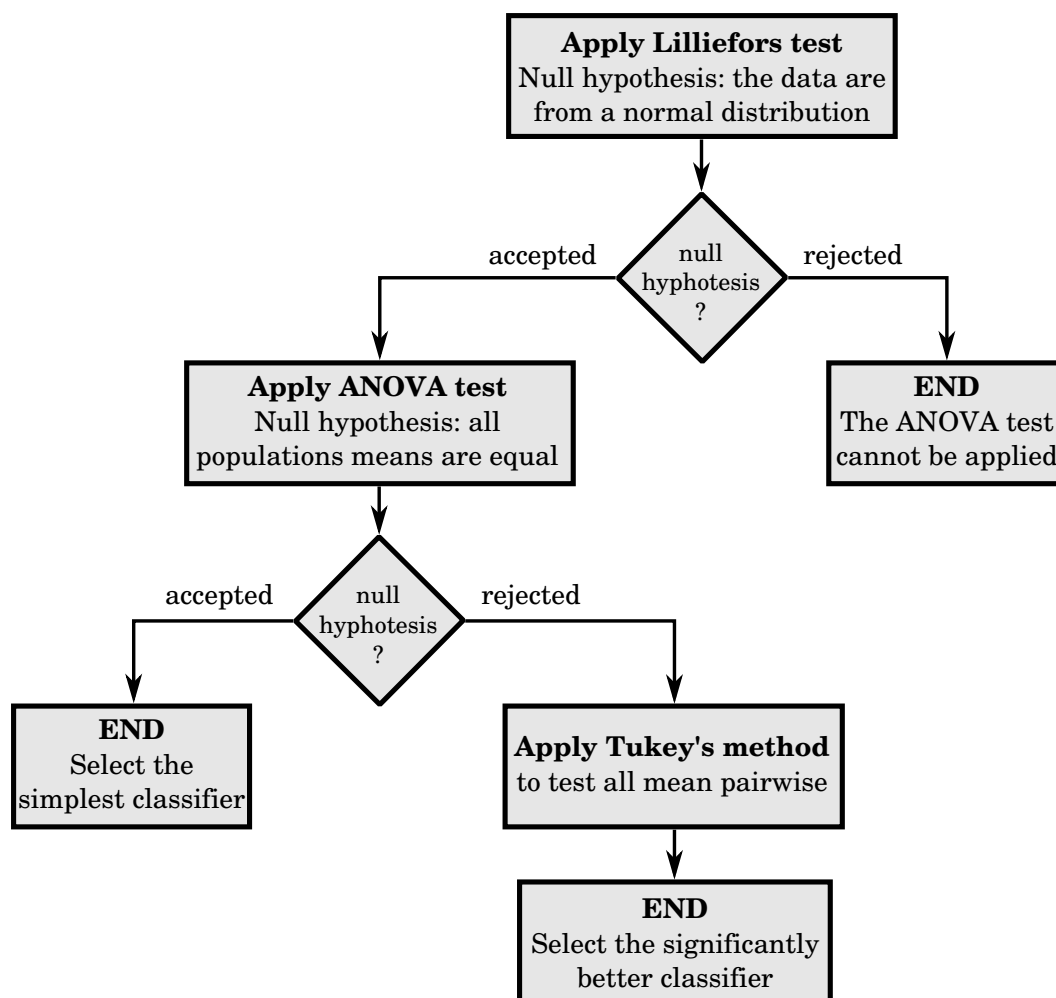 Apply Lilliefors test
Null hypothesis: the data are
from a normal distribution
accepted
null
hyphotesis
?
rejected
Apply ANOVA test
Null hypothesis: all
populations means are equal
END
The ANOVA test
cannot be applied
accepted
null
hyphotesis
?
rejected
END
Select the
simplest classifier
Apply Tukey's method
to test all mean pairwise
END
Select the significantly
better classifier